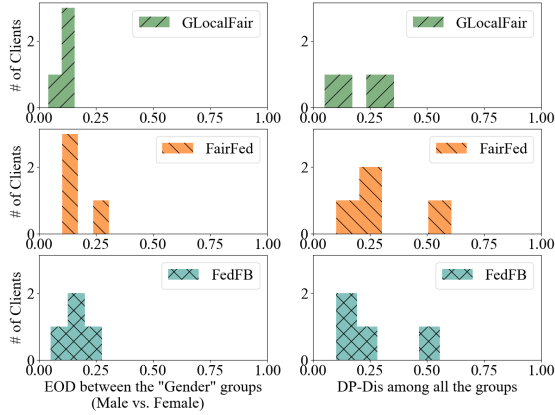 # of Clients
2
0
GLocalFair
0.00 0.25 0.50 0.75 1.00
GLocalFair
0.00 0.25 0.50 0.75 1.00
# of Clients
2
0
FairFed
0.00 0.25 0.50 0.75 1.00
2
0
FairFed
0.00 0.25 0.50 0.75 1.00
# of Clients
2
0
FedFB
0.00 0.25 0.50 0.75 1.00
EOD between the "Gender" groups
(Male vs. Female)
FedFB
0.00 0.25 0.50 0.75 1.00
DP-Dis among all the groups